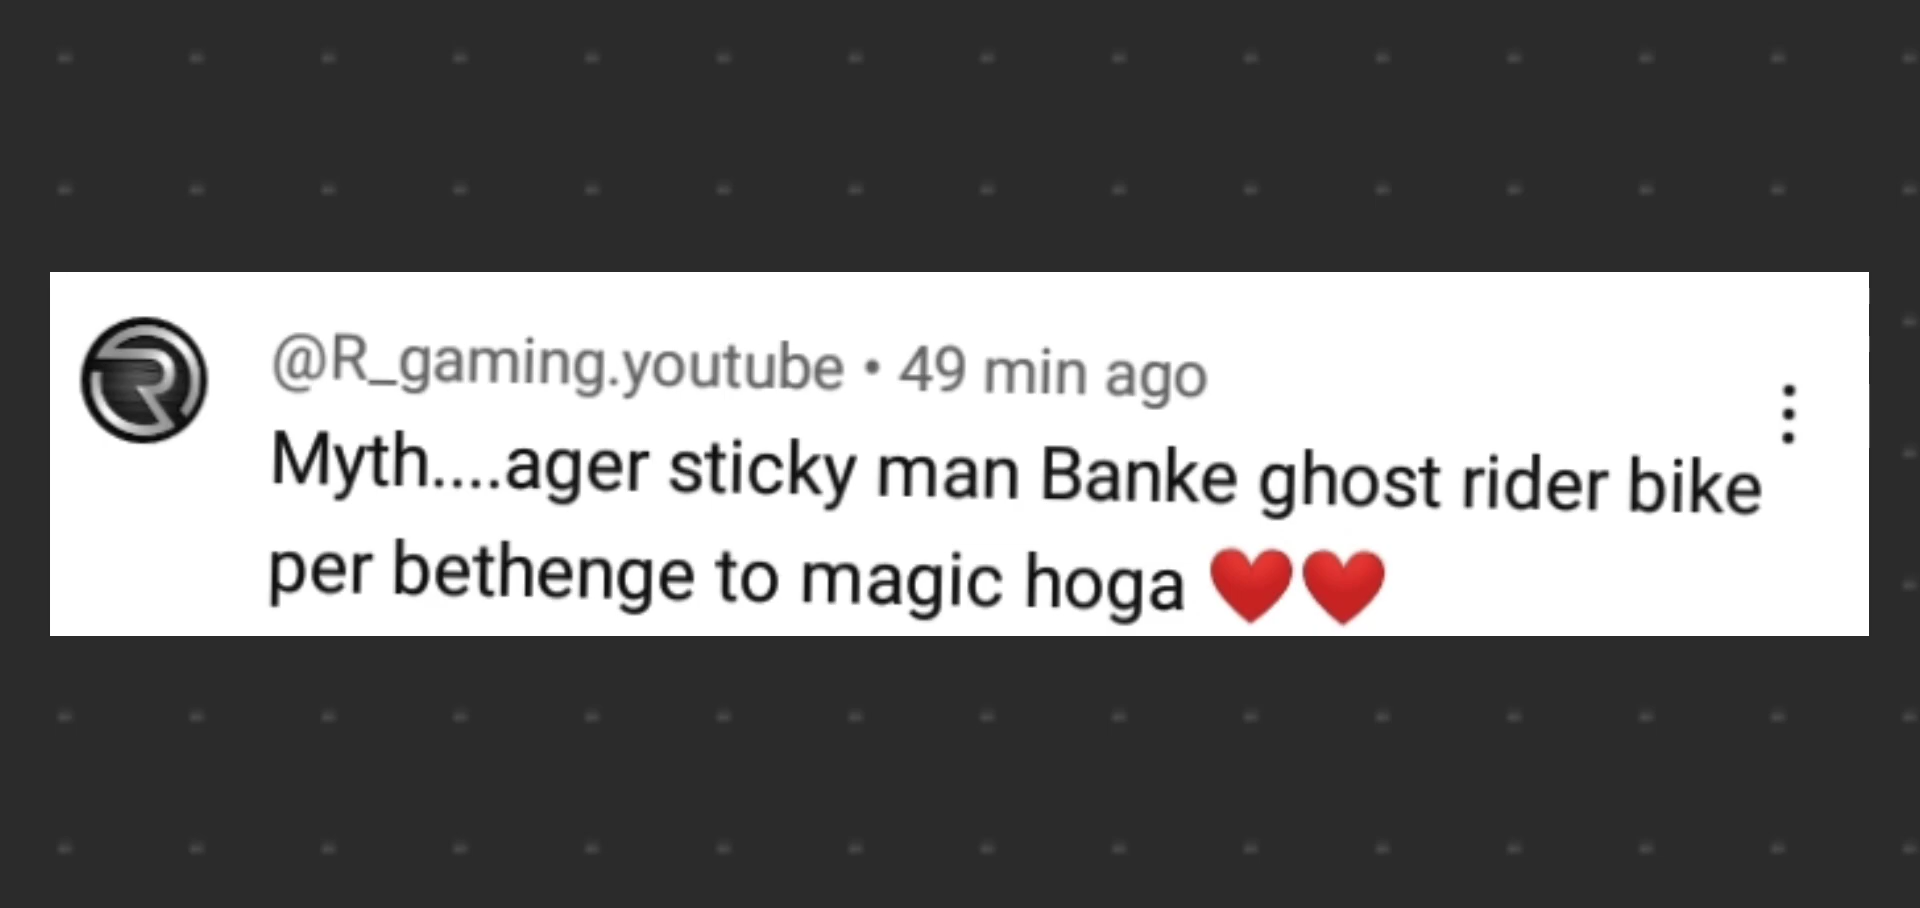 @R_gaming.youtube • 49 min ago
Myth....ager sticky man Banke ghost rider bike
per bethenge to magic hoga ❤️❤️